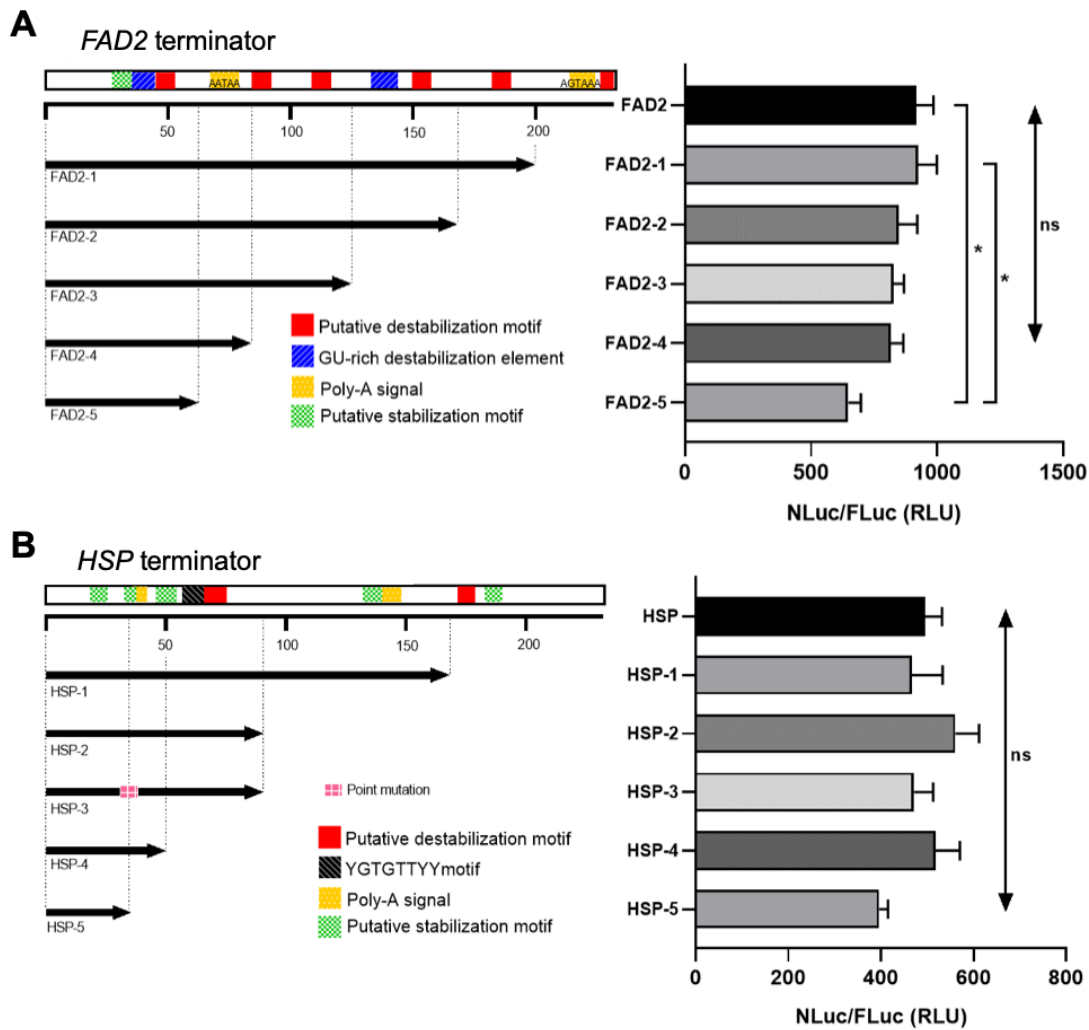 A
FAD2 terminator
AATAA
AGTAAA
50
100
150
200
FAD2-1
FAD2-2
FAD2-3
FAD2-4
FAD2-5
Putative destabilization motif
GU-rich destabilization element
Poly-A signal
Putative stabilization motif
FAD2
FAD2-1
FAD2-2
FAD2-3
FAD2-4
FAD2-5
*
*
ns
0
500
1000
1500
NLuc/FLuc (RLU)
B
HSP terminator
50
100
150
200
HSP-1
HSP-2
HSP-3
HSP-4
HSP-5
Point mutation
Putative destabilization motif
YGTGTTYYmotif
Poly-A signal
Putative stabilization motif
HSP
HSP-1
HSP-2
HSP-3
HSP-4
HSP-5
ns
0
200
400
600
800
NLuc/FLuc (RLU)